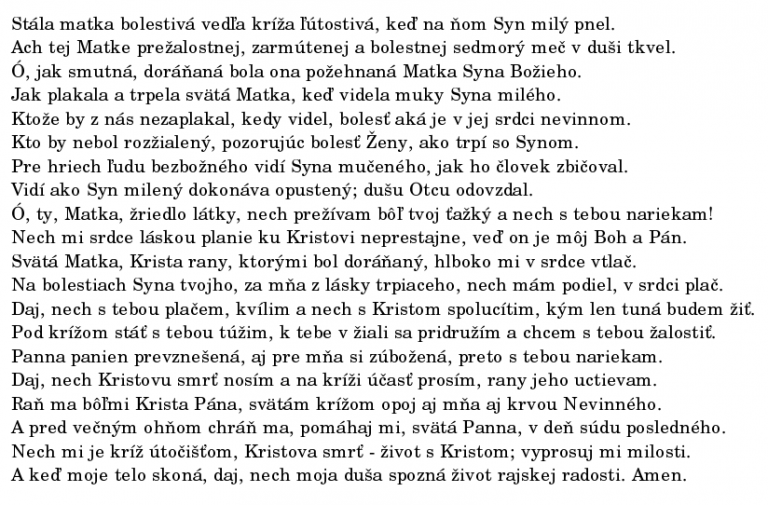 Stála matka bolestivá vedľa kríža ľútostivá, keď na ňom Syn milý pnel.
Ach tej Matke prežalostnej, zarmútenej a bolestnej sedmorý meč v duši tkvel.
Ó, jak smutná, doráňaná bola ona požehnaná Matka Syna Božieho.
Jak plakala a trpela svätá Matka, keď videla muky Syna milého.
Ktože by z nás nezaplakal, kedy videl, bolesť aká je v jej srdci nevinnom.
Kto by nebol rozžialený, pozorujúc bolesť Ženy, ako trpí so Synom.
Pre hriech ľudu bezbožného vidí Syna mučeného, jak ho človek zbičoval.
Vidí ako Syn milený dokonáva opustený; dušu Otcu odovzdal.
Ó, ty, Matka, žriedlo látky, nech prežívam bôľ tvoj ťažký a nech s tebou nariekam!
Nech mi srdce láskou planie ku Kristovi neprestajne, veď on je môj Boh a Pán.
Svätá Matka, Krista rany, ktorými bol doráňaný, hlboko mi v srdce vtlač.
Na bolestiach Syna tvojho, za mňa z lásky trpiaceho, nech mám podiel, v srdci plač.
Daj, nech s tebou plačem, kvílim a nech s Kristom spolucítim, kým len tuná budem žiť.
Pod krížom stáť s tebou túžim, k tebe v žiali sa pridružím a chcem s tebou žalostiť.
Panna panien prevznešená, aj pre mňa si zúbožená, preto s tebou nariekam.
Daj, nech Kristovu smrť nosím a na kríži účasť prosím, rany jeho uctievam.
Raň ma bôľmi Krista Pána, svätám krížom opoj aj mňa aj krvou Nevinného.
A pred večným ohňom chráň ma, pomáhaj mi, svätá Panna, v deň súdu posledného.
Nech mi je kríž útočišťom, Kristova smrť - život s Kristom; vyprosuj mi milosti.
A keď moje telo skoná, daj, nech moja duša spozná život rajskej radosti. Amen.